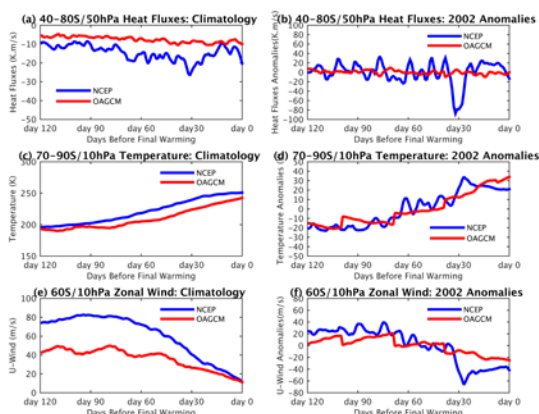 (a) 40-80S/50hPa Heat Fluxes: Climatology
0
-10
-20
-30
-40
-50
Heat Fluxes (K.m/s)
NCEP
OAGCM
day 120 day 90 day 60 day30 day 0
Days Before Final Warming
(b) 40-80S/50hPa Heat Fluxes: 2002 Anomalies
100
80
60
40
20
0
-20
-40
-60
-80
-100
Heat Fluxes Anomalies(K.m/s)
NCEP
OAGCM
day 120 day 90 day 60 day30 day 0
Days Before Final Warming
(c) 70-90S/10hPa Temperature: Climatology
300
250
200
150
Temperature (K)
NCEP
OAGCM
day 120 day 90 day 60 day30 day 0
Days Before Final Warming
(d) 70-90S/10hPa Temperature: 2002 Anomalies
50
40
30
20
10
0
-10
-20
-30
-40
-50
Temperature Anomalies (K)
NCEP
OAGCM
day 120 day 90 day 60 day30 day 0
Days Before Final Warming
(e) 60S/10hPa Zonal Wind: Climatology
100
80
60
40
20
0
U-Wind (m/s)
NCEP
OAGCM
day 120 day 90 day 60 day30 day 0
Days Before Final Warming
(f) 60S/10hPa Zonal Wind: 2002 Anomalies
60
40
20
0
-20
-40
-60
-80
U-Wind Anomalies(m/s)
NCEP
OAGCM
day 120 day 90 day 60 day30 day 0
Days Before Final Warming